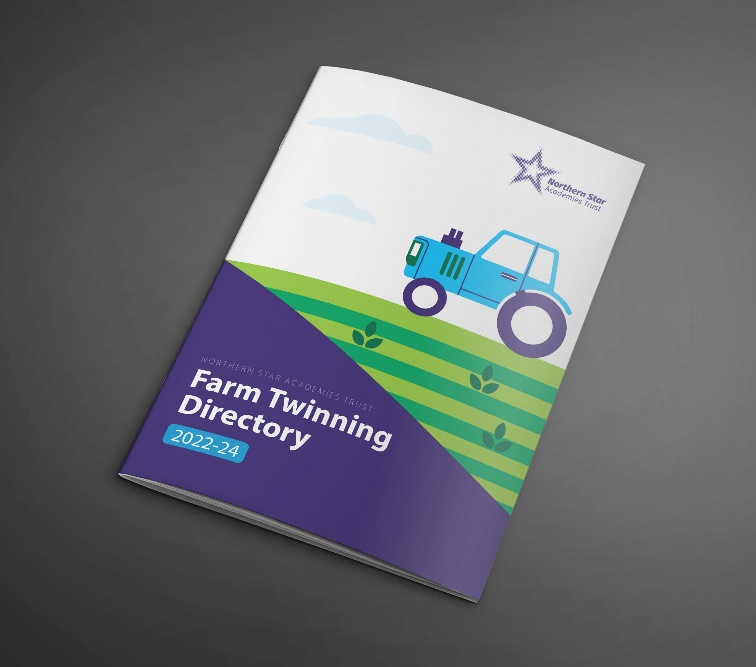 Northern Star
Academies Trust
NORTHERN STAR ACADEMIES TRUST
Farm Twinning
Directory
2022-24